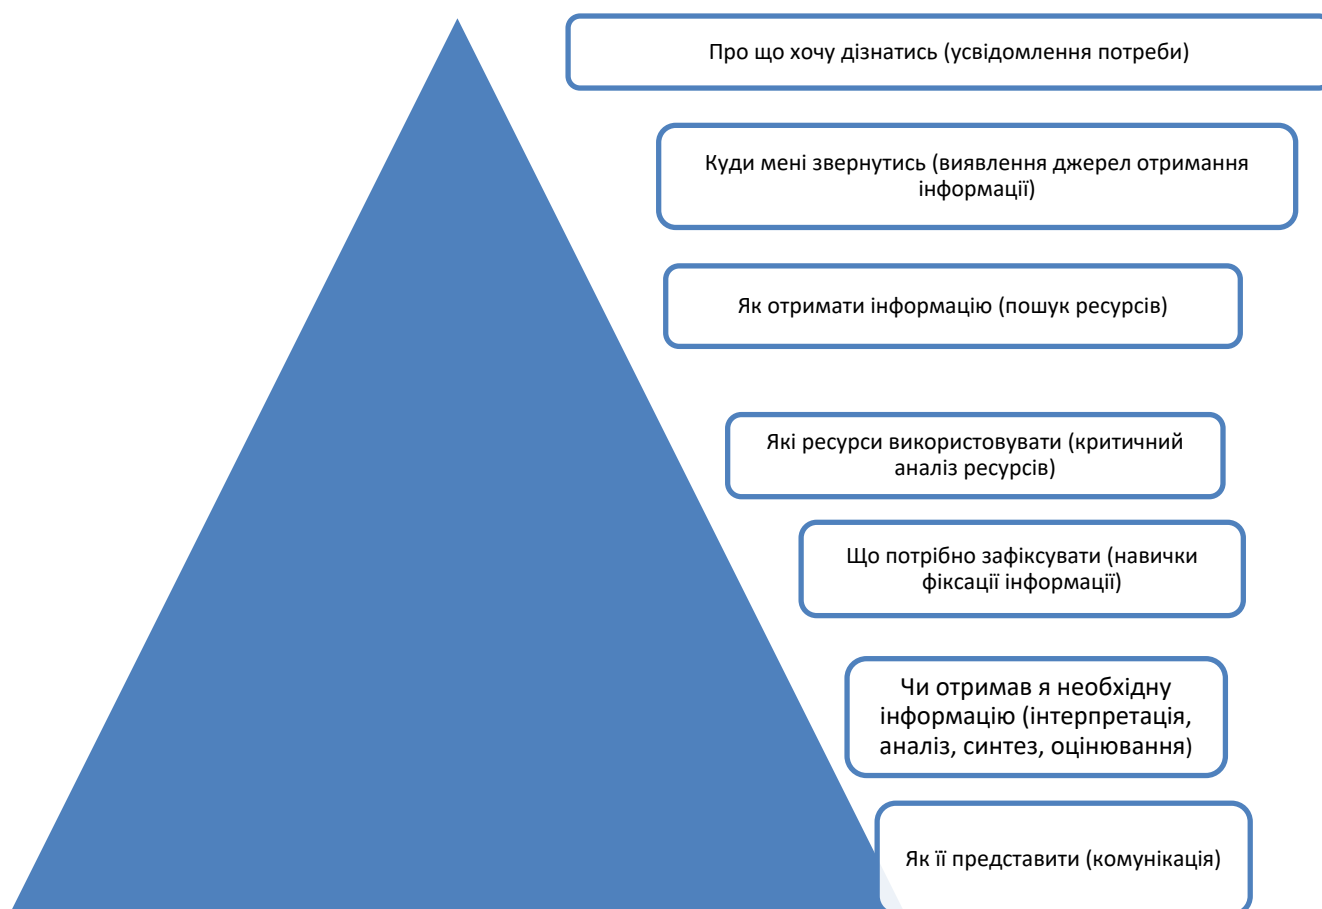 Про що хочу дізнатись (усвідомлення потреби)
Куди мені звернутись (виявлення джерел отримання
інформації)
Як отримати інформацію (пошук ресурсів)
Які ресурси використовувати (критичний
аналіз ресурсів)
Що потрібно зафіксувати (навички
фіксації інформації)
Чи отримав я необхідну
інформацію (інтерпретація,
аналіз, синтез, оцінювання)
Як її представити (комунікація)